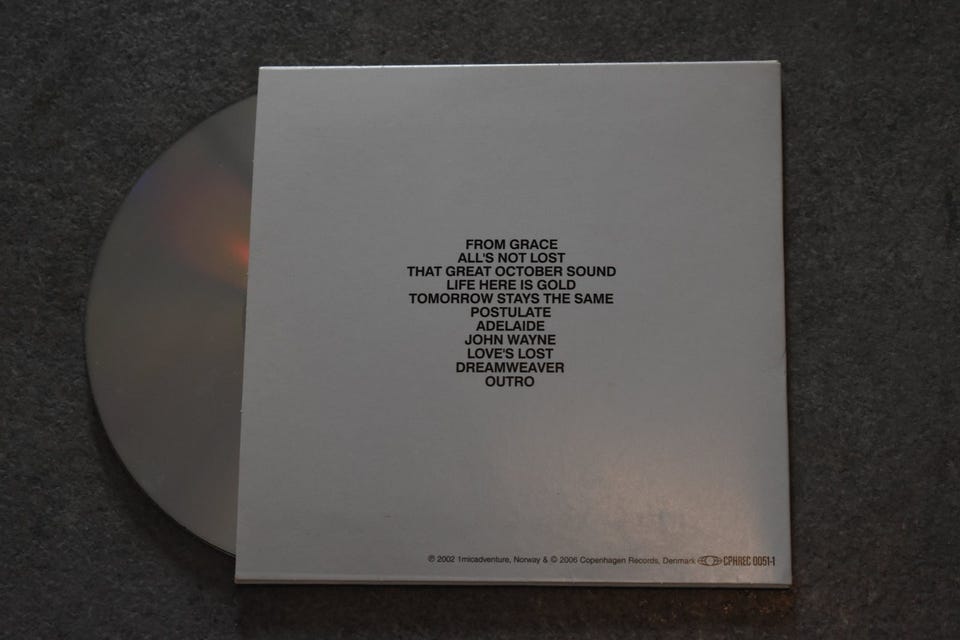 FROM GRACE
ALL'S NOT LOST
THAT GREAT OCTOBER SOUND
LIFE HERE IS GOLD
TOMORROW STAYS THE SAME
POSTULATE
ADELAIDE
JOHN WAYNE
LOVE'S LOST
DREAMWEAVER
OUTRO
℗ 2002 1micadventure, Norway & © 2006 Copenhagen Records, Denmark CPHREC 0051-1